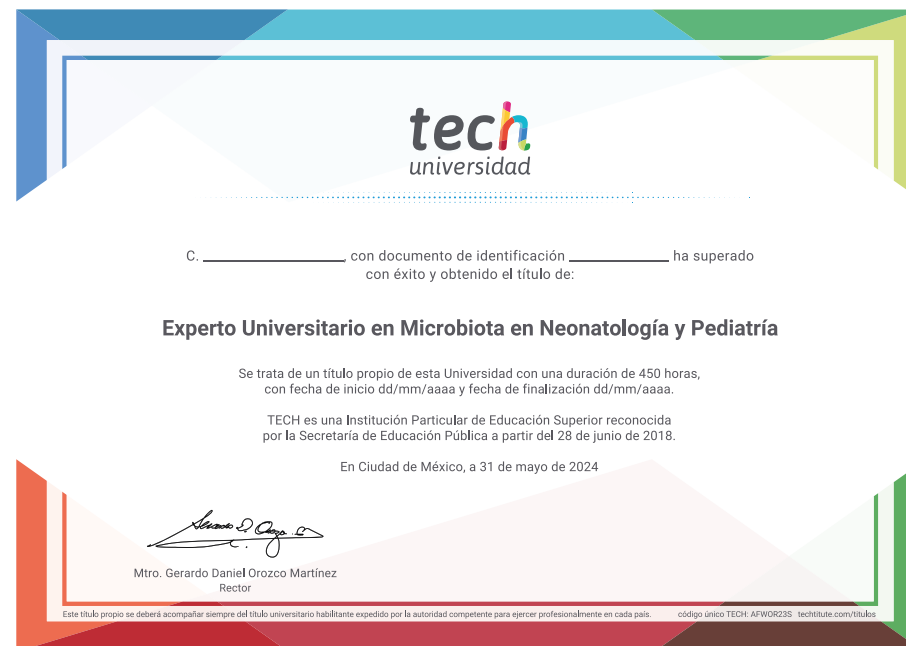 tech
universidad
C. ____________, con documento de identificación ____________ ha superado
con éxito y obtenido el título de:
Experto Universitario en Microbiota en Neonatología y Pediatría
Se trata de un título propio de esta Universidad con una duración de 450 horas,
con fecha de inicio dd/mm/aaaa y fecha de finalización dd/mm/aaaa.
TECH es una Institución Particular de Educación Superior reconocida
por la Secretaría de Educación Pública a partir del 28 de junio de 2018.
En Ciudad de México, a 31 de mayo de 2024
Mtro. Gerardo Daniel Orozco Martínez
Rector
Este título propio se deberá acompañar siempre del título universitario habilitante expedido por la autoridad competente para ejercer profesionalmente en cada país. código único TECH: AFWOR23S techtitute.com/titulos